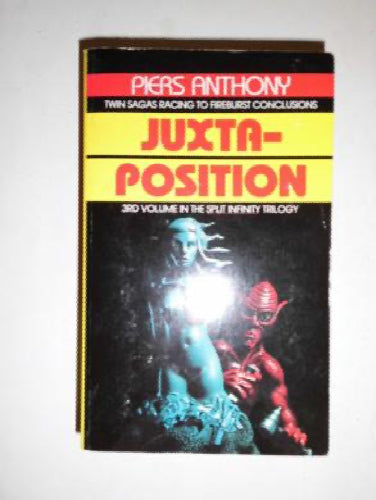 PIERS ANTHONY
TWIN SAGAS RACING TO FIREBURST CONCLUSIONS
JUXTA-
POSITION
3RD VOLUME IN THE SPLIT INFINITY TRILOGY